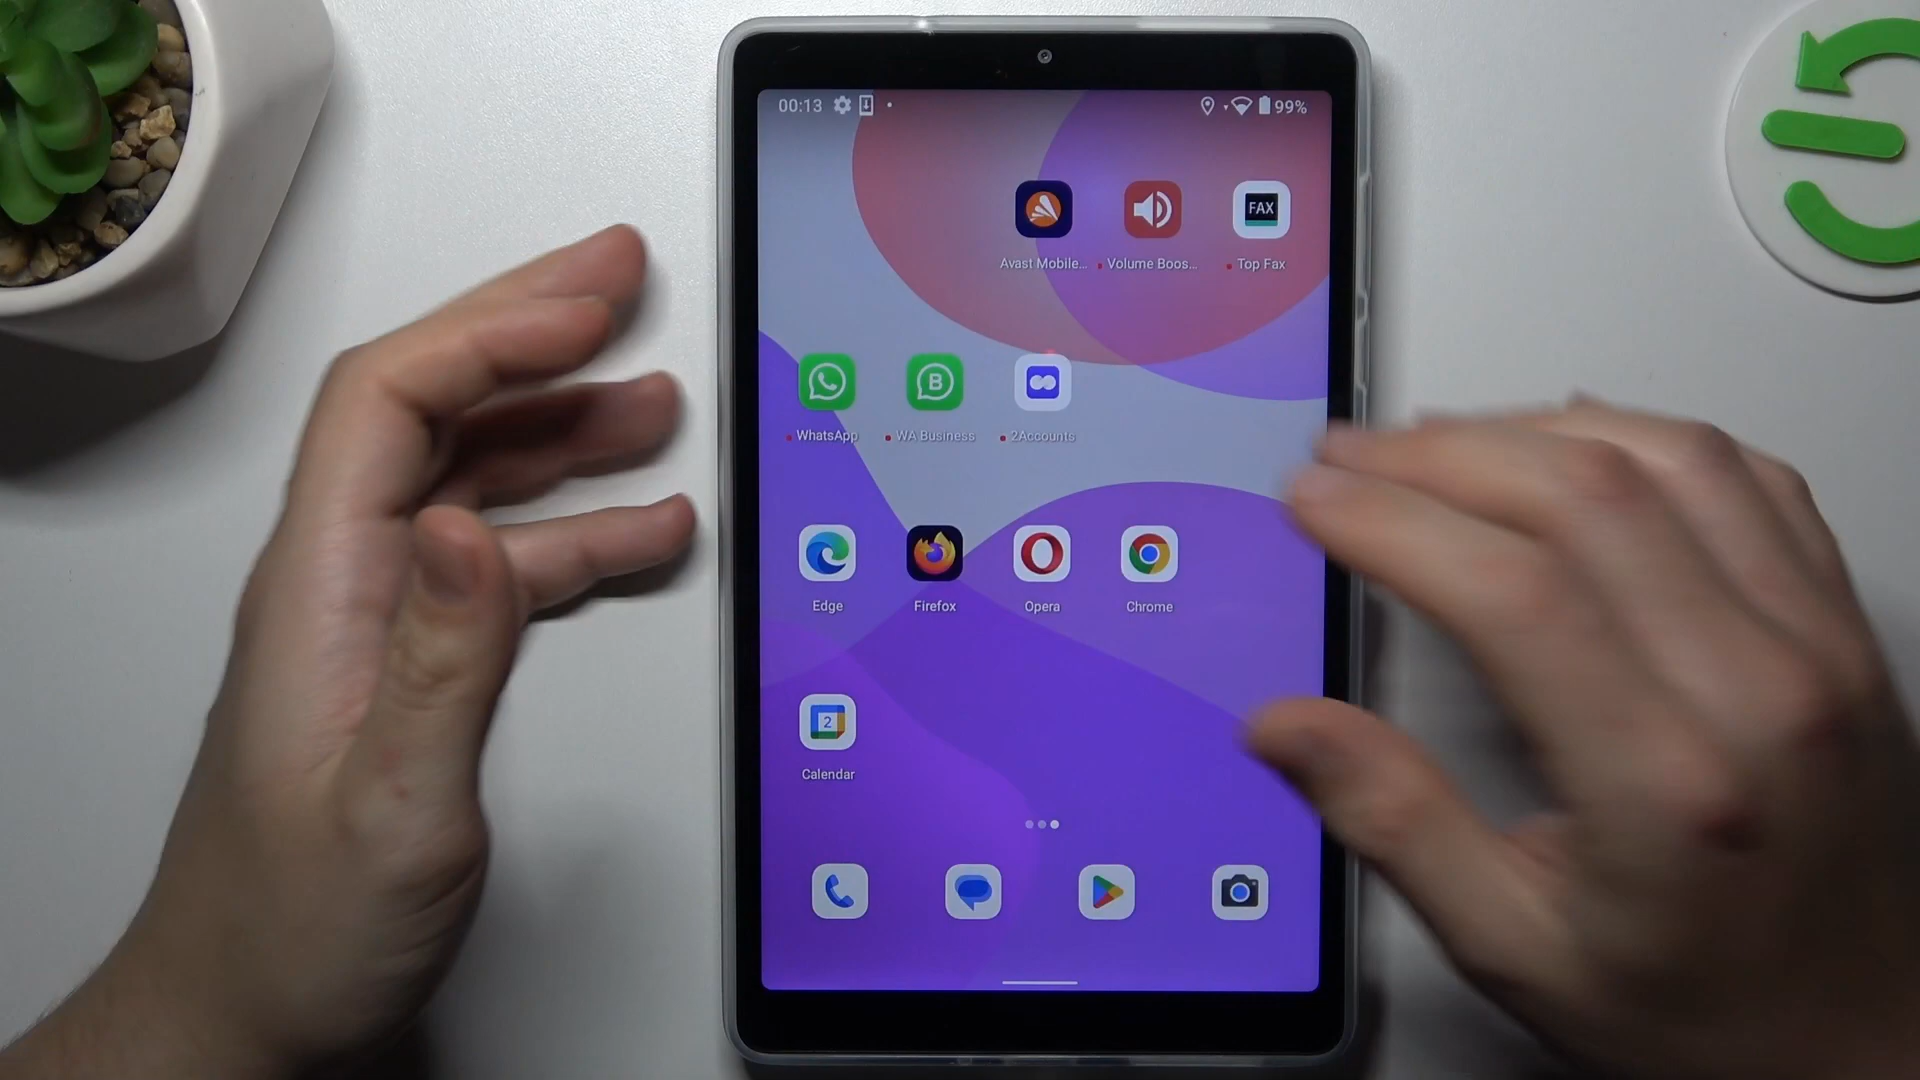 00:13 99%
FAX
Avast Mobile... Volume Boos... Top Fax
B
WhatsApp WA Business 2Accounts
Edge Firefox Opera Chrome
2
Calendar